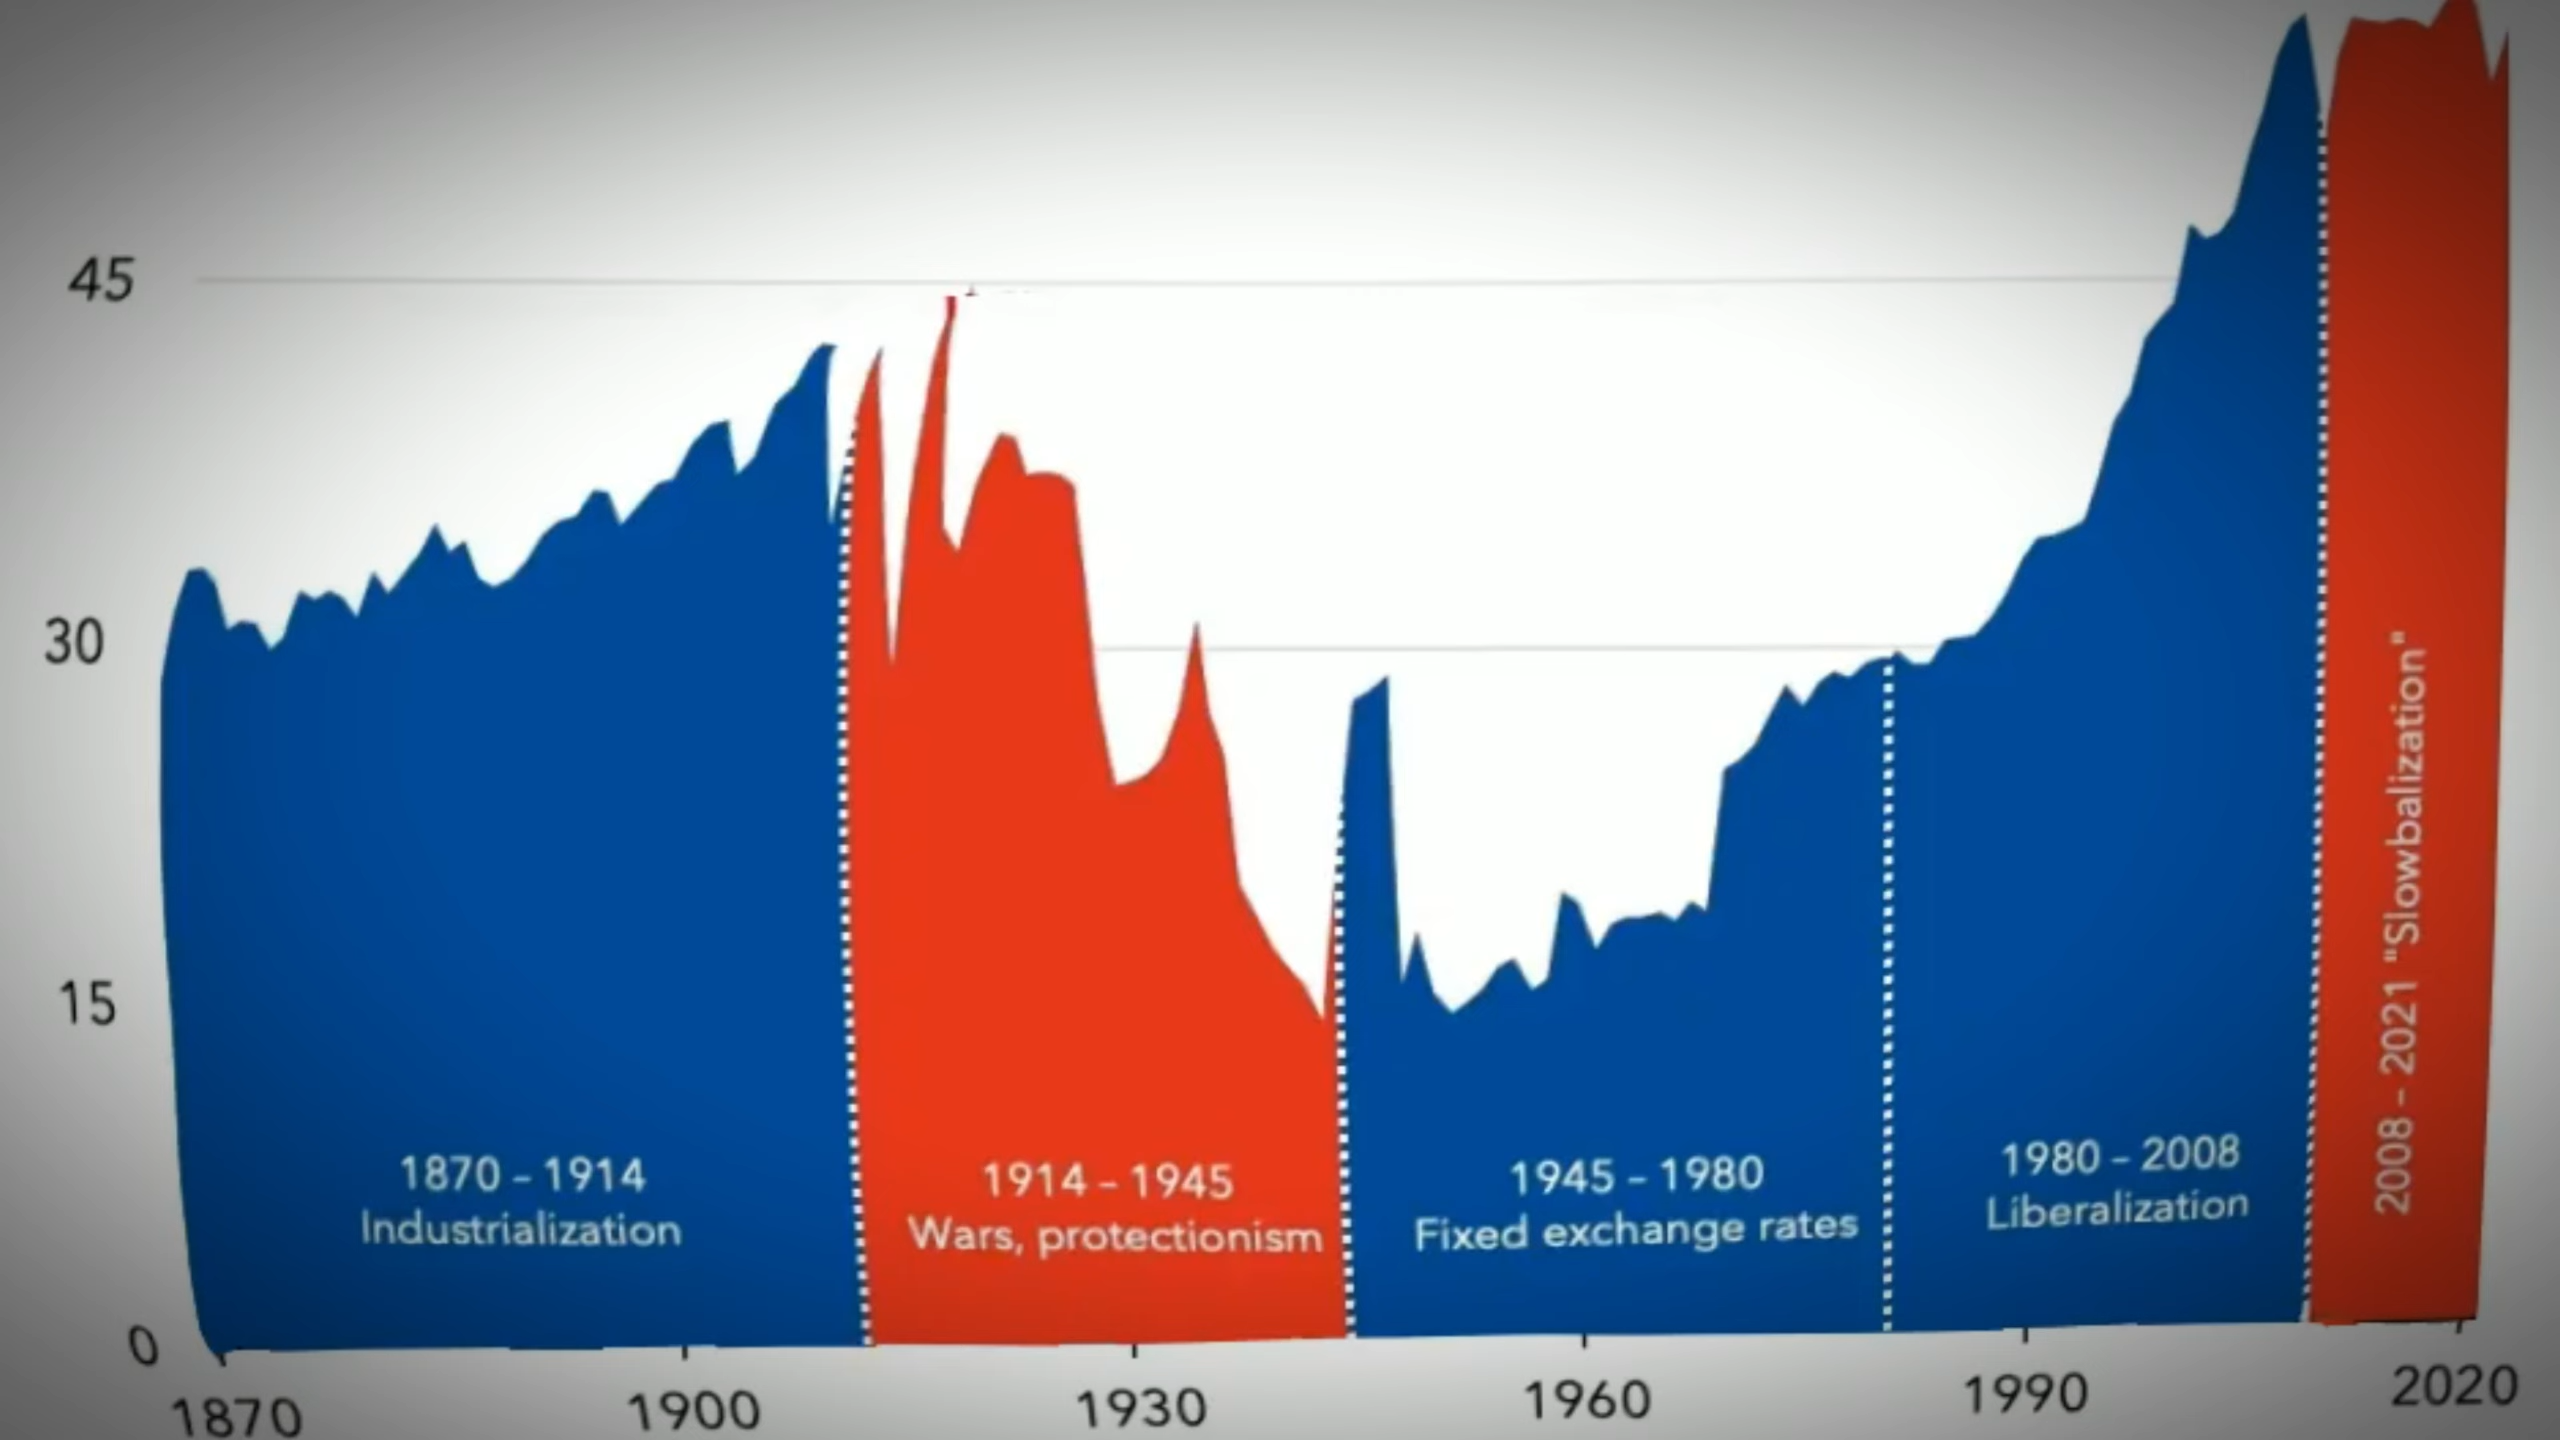 45
30
15
0
1870 – 1914
Industrialization
1914 – 1945
Wars, protectionism
1945 – 1980
Fixed exchange rates
1980 – 2008
Liberalization
2008 – 2021 "Slowbalization"
1870
1900
1930
1960
1990
2020